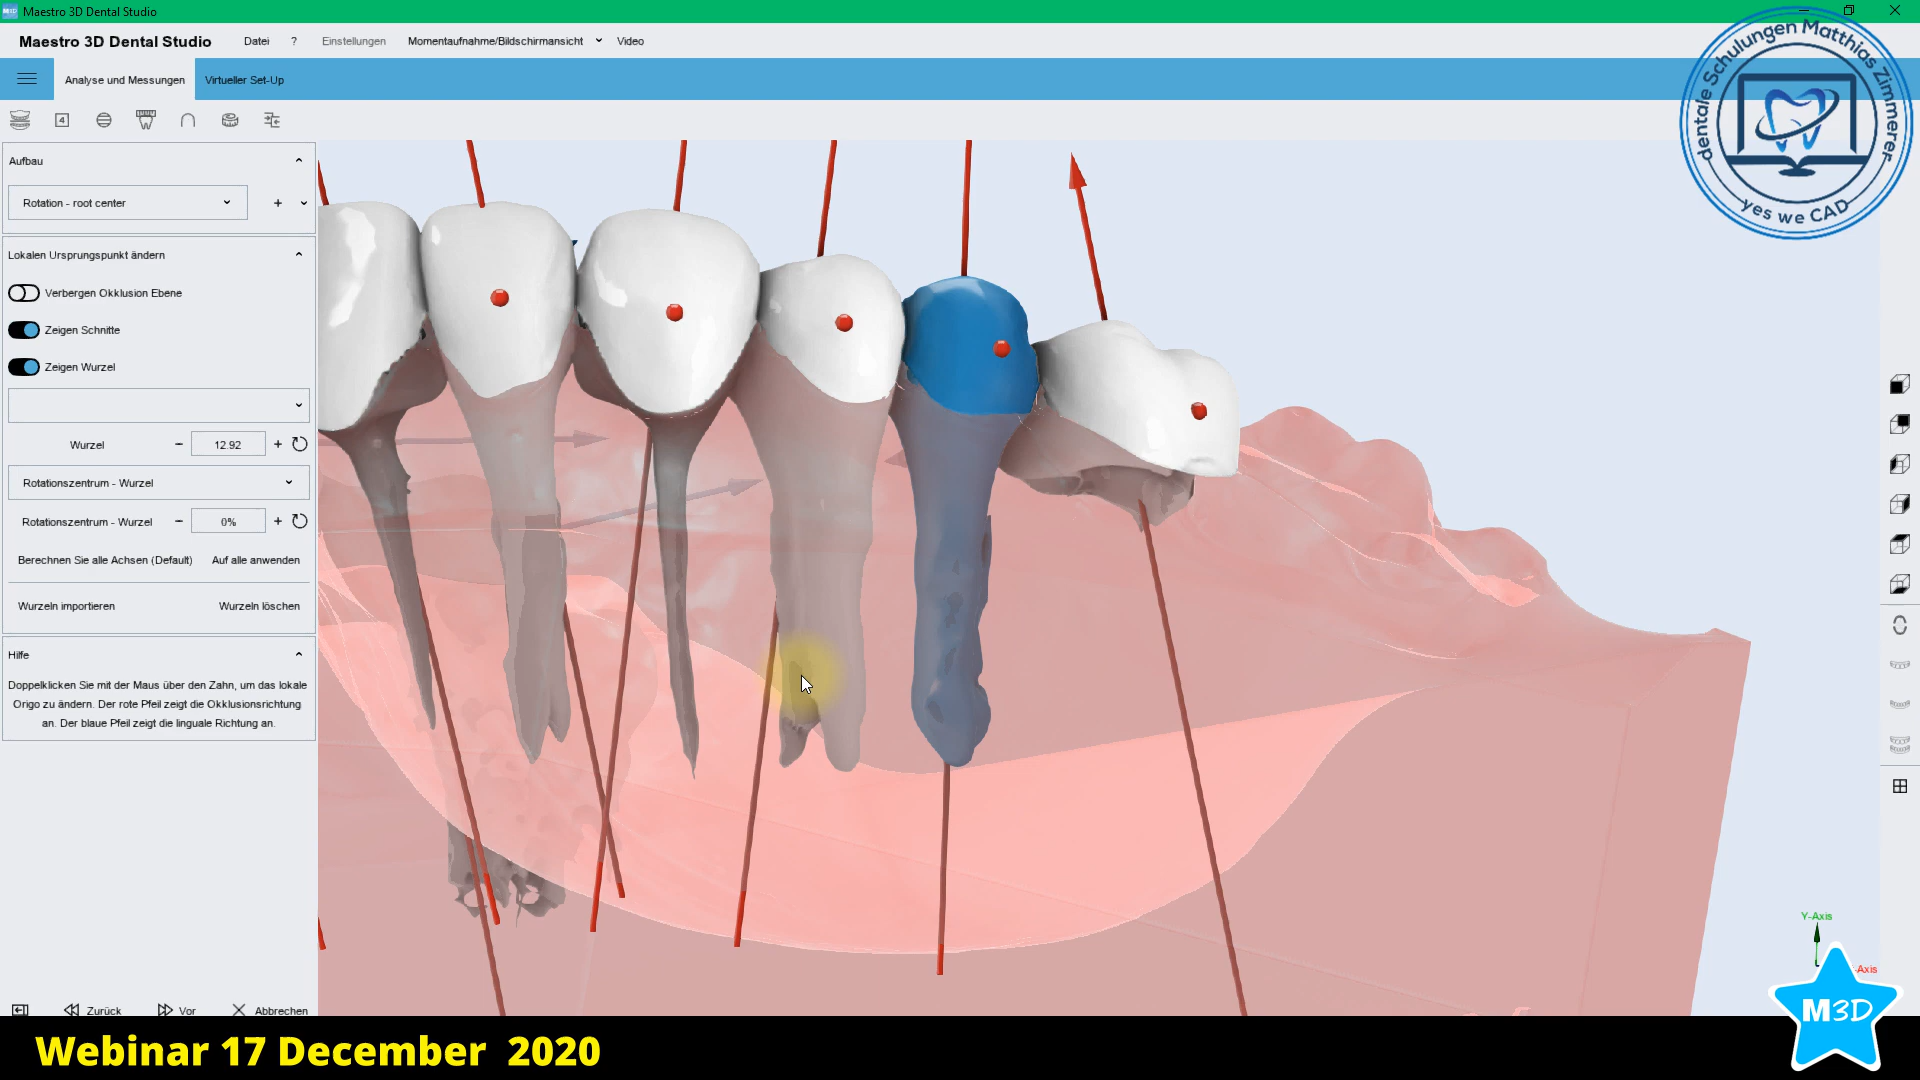 Maestro 3D Dental Studio
Maestro 3D Dental Studio Datei ? Einstellungen Momentaufnahme/Bildschirmansicht Video
Analyse und Messungen Virtueller Set-Up
4
dentale Schulungen Matthias Zimmerer
yes we CAD
Aufbau
Rotation - root center +
Lokalen Ursprungspunkt ändern
Verbergen Okklusion Ebene
Zeigen Schnitte
Zeigen Wurzel
Wurzel - 12.92 +
Rotationszentrum - Wurzel
Rotationszentrum - Wurzel - 0% +
Berechnen Sie alle Achsen (Default) Auf alle anwenden
Wurzeln importieren Wurzeln löschen
Hilfe
Doppelklicken Sie mit der Maus über den Zahn, um das lokale
Origo zu ändern. Der rote Pfeil zeigt die Okklusionsrichtung
an. Der blaue Pfeil zeigt die linguale Richtung an.
Y-Axis
-Axis
Zurück Vor Abbrechen
M3D
Webinar 17 December 2020